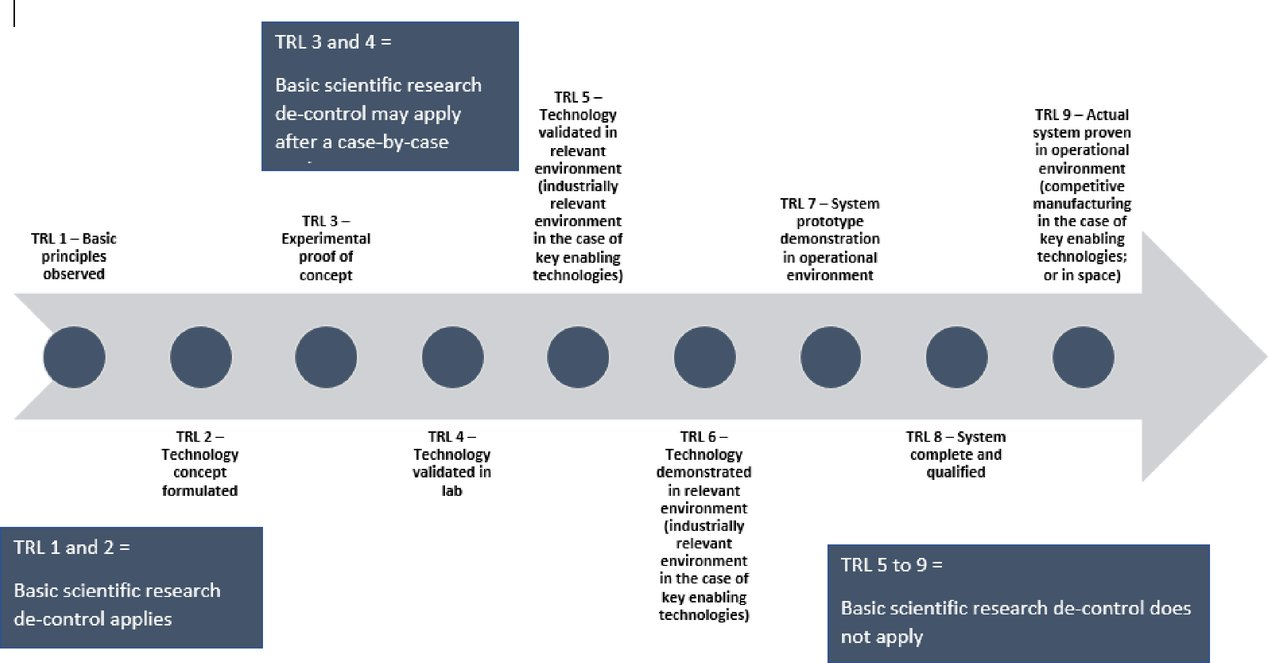 TRL 3 and 4 =
Basic scientific research
de-control may apply
after a case-by-case
TRL 1 – Basic
principles
observed
TRL 2 –
Technology
concept
formulated
TRL 3 –
Experimental
proof of
concept
TRL 4 –
Technology
validated in
lab
TRL 5 –
Technology
validated in
relevant
environment
(industrially
relevant
environment
in the case of
key enabling
technologies)
TRL 6 –
Technology
demonstrated
in relevant
environment
(industrially
relevant
environment
in the case of
key enabling
technologies)
TRL 7 – System
prototype
demonstration
in operational
environment
TRL 8 – System
complete and
qualified
TRL 9 – Actual
system proven
in operational
environment
(competitive
manufacturing
in the case of
key enabling
technologies;
or in space)
TRL 1 and 2 =
Basic scientific research
de-control applies
TRL 5 to 9 =
Basic scientific research de-control does
not apply